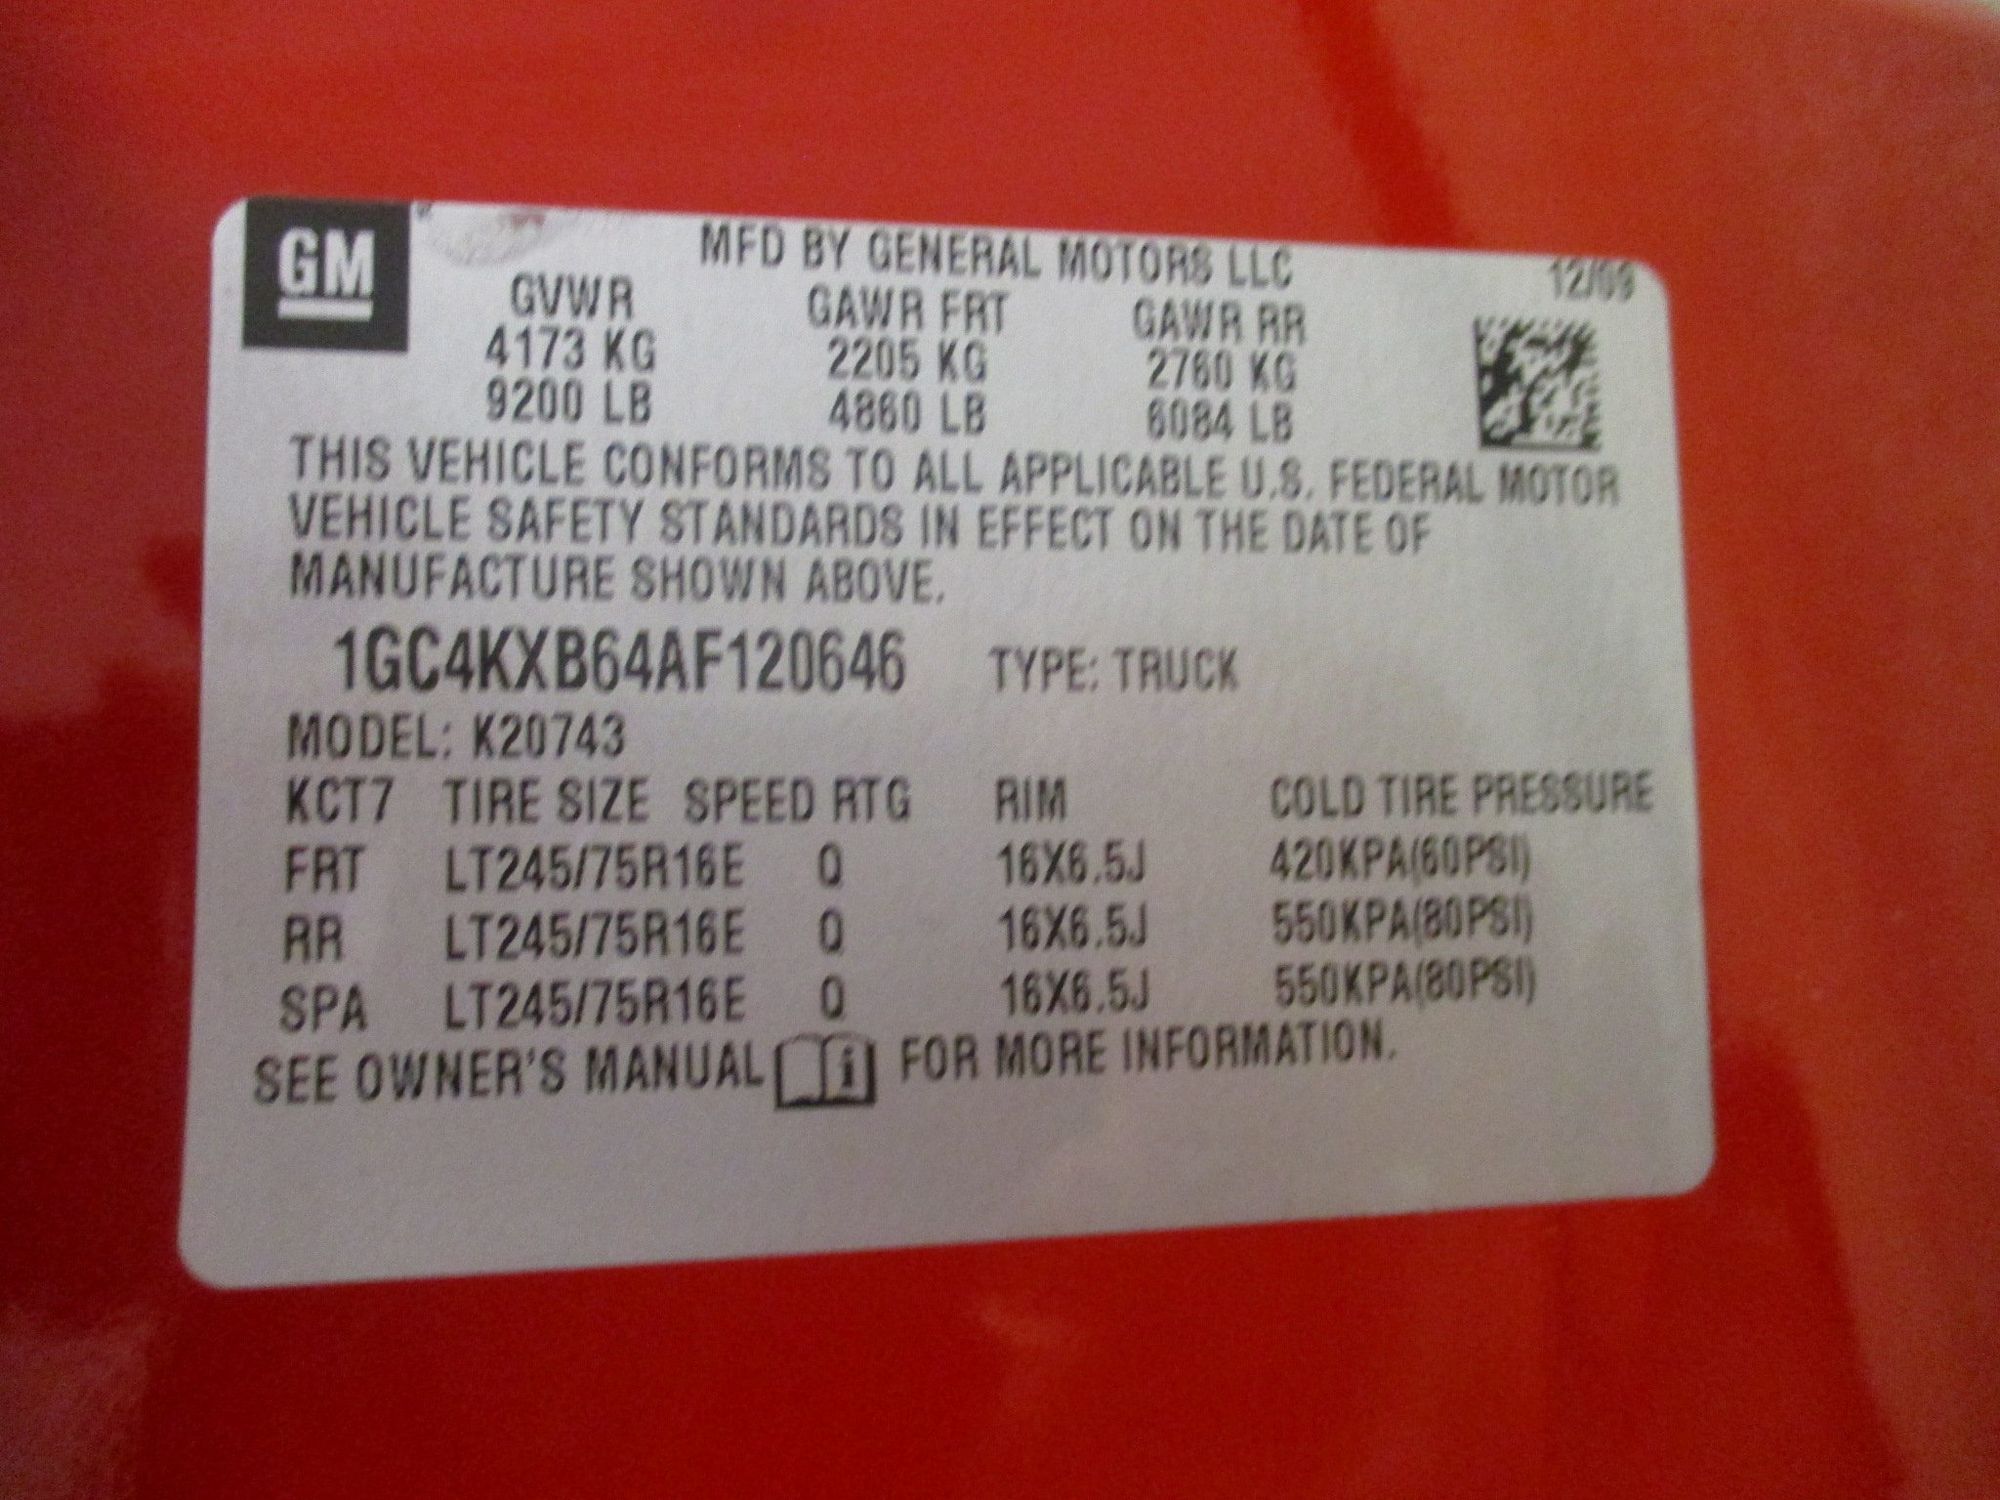 GM
MFD BY GENERAL MOTORS LLC 12/09
GVWR GAWR FRT GAWR RR
4173 KG 2205 KG 2760 KG
9200 LB 4860 LB 6084 LB
THIS VEHICLE CONFORMS TO ALL APPLICABLE U.S. FEDERAL MOTOR
VEHICLE SAFETY STANDARDS IN EFFECT ON THE DATE OF
MANUFACTURE SHOWN ABOVE.
1GC4KXB64AF120646 TYPE: TRUCK
MODEL: K20743
KCT7 TIRE SIZE SPEED RTG RIM COLD TIRE PRESSURE
FRT LT245/75R16E Q 16X6.5J 420KPA(60PSI)
RR LT245/75R16E Q 16X6.5J 550KPA(80PSI)
SPA LT245/75R16E Q 16X6.5J 550KPA(80PSI)
SEE OWNER'S MANUAL i FOR MORE INFORMATION.